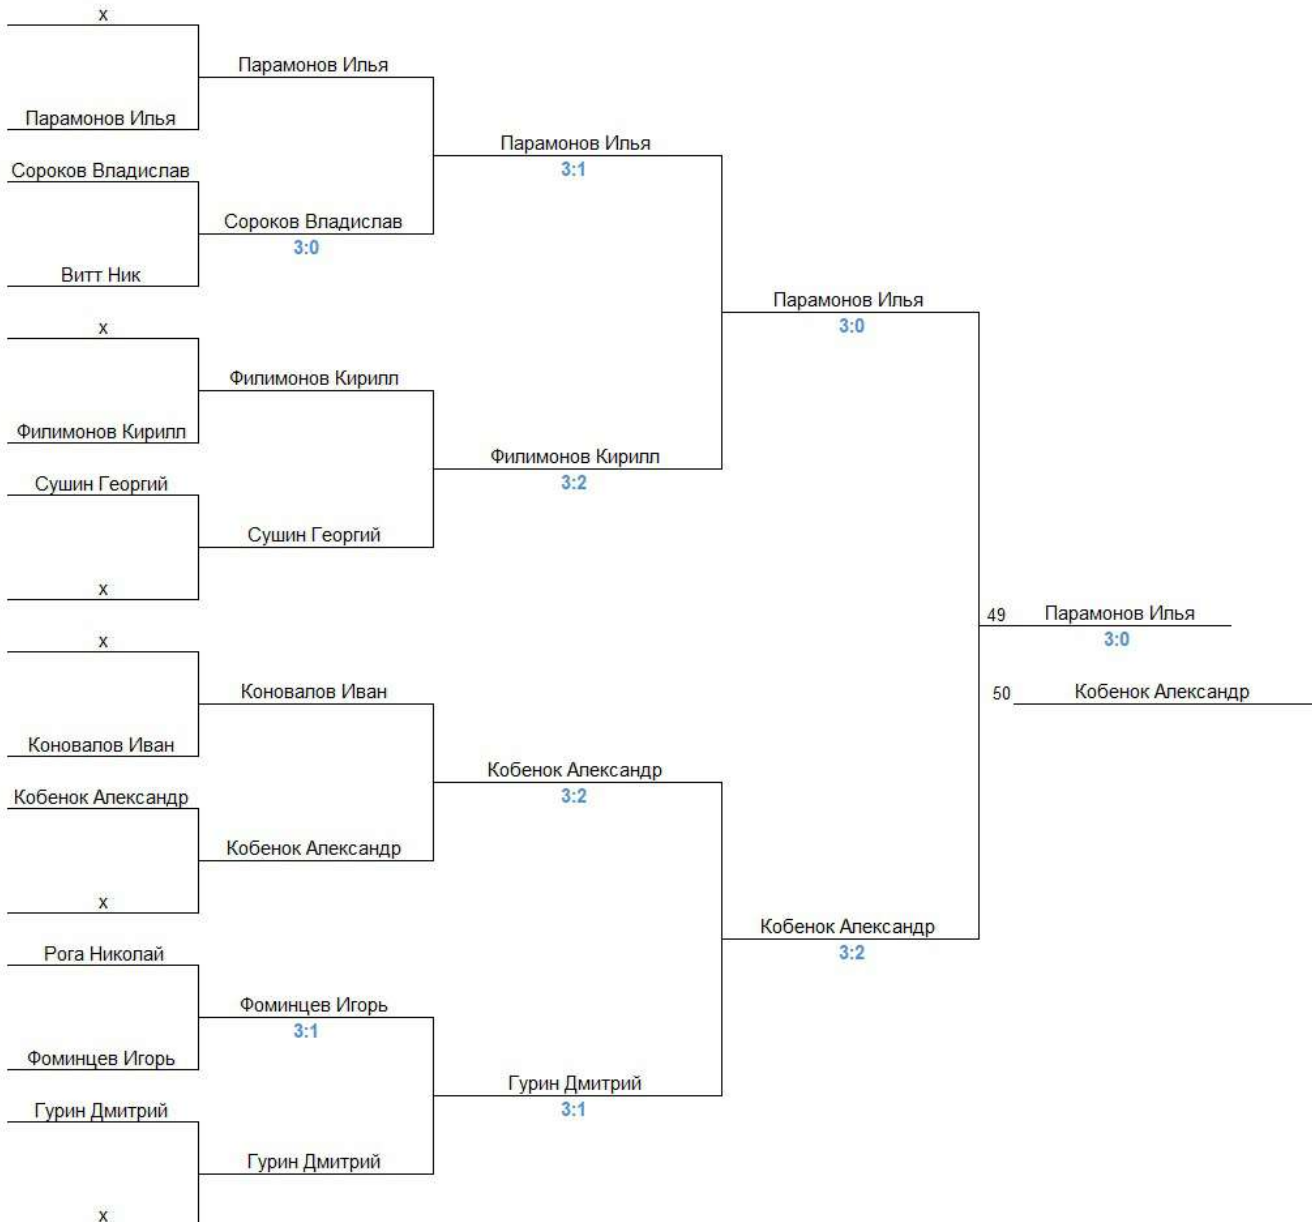 х
Парамонов Илья
Парамонов Илья
Парамонов Илья
3:1
Сороков Владислав
Сороков Владислав
3:0
Витт Ник
Парамонов Илья
3:0
х
Филимонов Кирилл
Филимонов Кирилл
Филимонов Кирилл
3:2
Сушин Георгий
Сушин Георгий
х
49 Парамонов Илья
3:0
х
Коновалов Иван
50 Кобенок Александр
Коновалов Иван
Кобенок Александр
3:2
Кобенок Александр
Кобенок Александр
х
Кобенок Александр
3:2
Рога Николай
Фоминцев Игорь
3:1
Фоминцев Игорь
Гурин Дмитрий
3:1
Гурин Дмитрий
Гурин Дмитрий
х